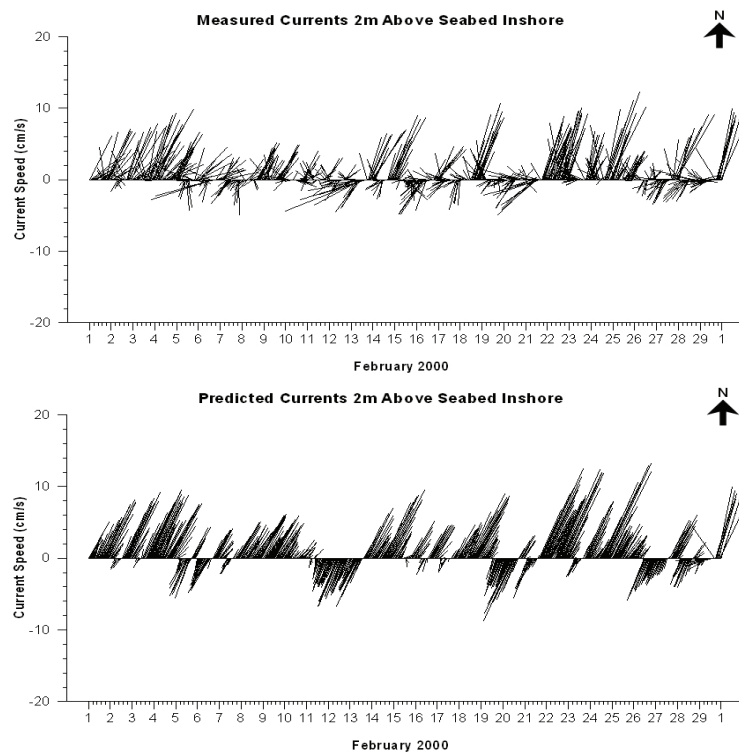 Measured Currents 2m Above Seabed Inshore
N
20
10
0
-10
-20
Current Speed (cm/s)
1 2 3 4 5 6 7 8 9 10 11 12 13 14 15 16 17 18 19 20 21 22 23 24 25 26 27 28 29 1
February 2000
Predicted Currents 2m Above Seabed Inshore
N
20
10
0
-10
-20
Current Speed (cm/s)
1 2 3 4 5 6 7 8 9 10 11 12 13 14 15 16 17 18 19 20 21 22 23 24 25 26 27 28 29 1
February 2000